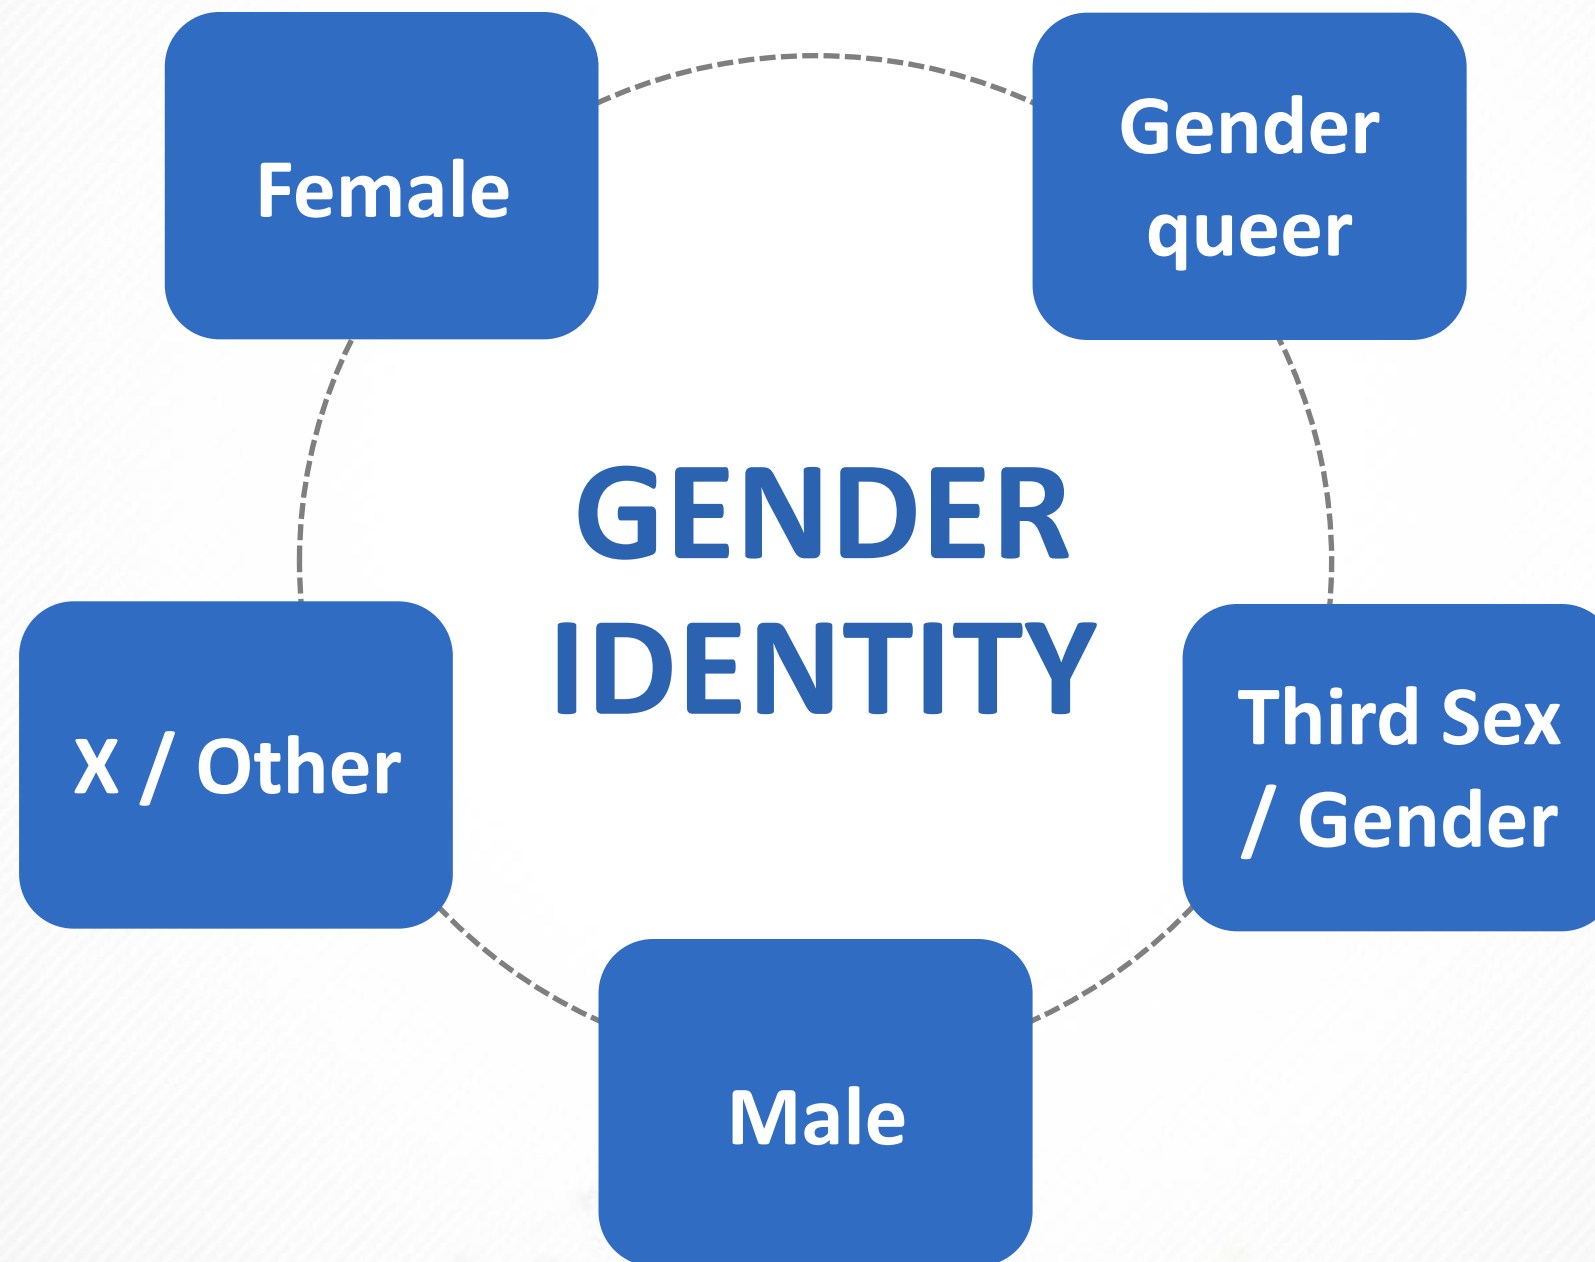 Female
Gender
queer
GENDER
IDENTITY
X / Other
Third Sex
/ Gender
Male